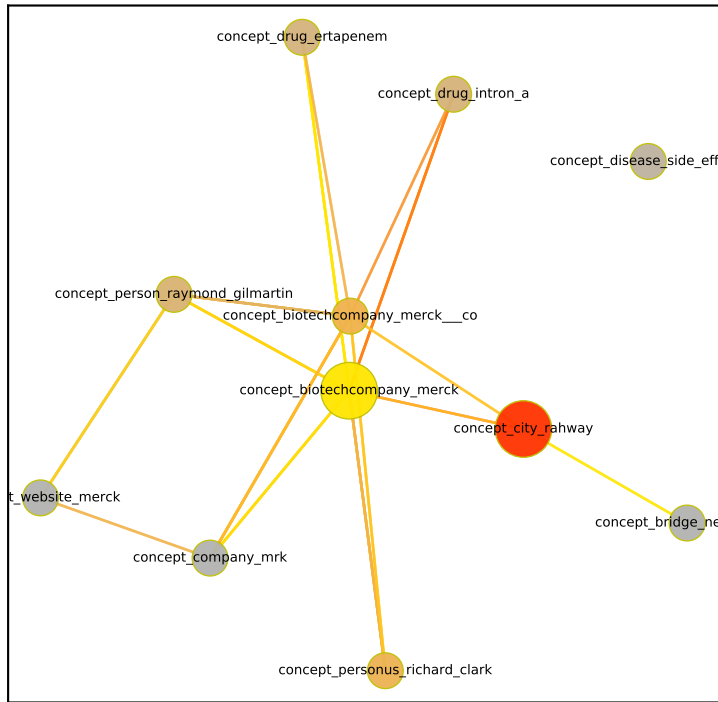 concept_drug_ertapenem
concept_drug_intron_a
concept_disease_side_eff
concept_person_raymond_gilmartin
concept_biotechcompany_merck___co
concept_biotechcompany_merck
concept_city_rahway
t_website_merck
concept_bridge_ne
concept_company_mrk
concept_personus_richard_clark